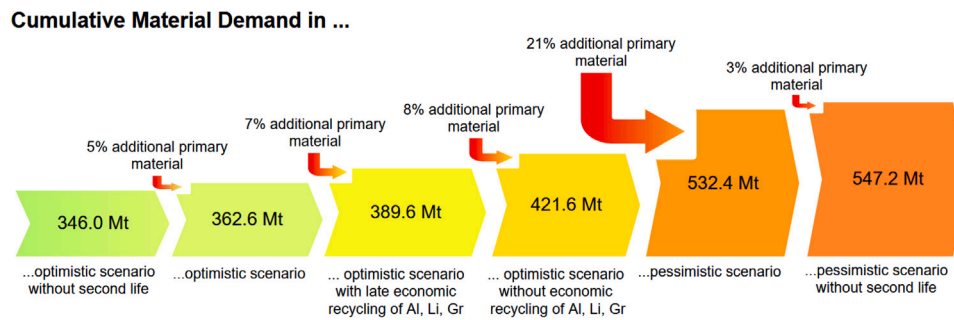 Cumulative Material Demand in ...
21% additional primary
material
3% additional primary
material
8% additional primary
material
7% additional primary
material
5% additional primary
material
346.0 Mt
362.6 Mt
389.6 Mt
421.6 Mt
532.4 Mt
547.2 Mt
...optimistic scenario
without second life
...optimistic scenario
... optimistic scenario
with late economic
recycling of Al, Li, Gr
... optimistic scenario
without economic
recycling of Al, Li, Gr
...pessimistic scenario
...pessimistic scenario
without second life